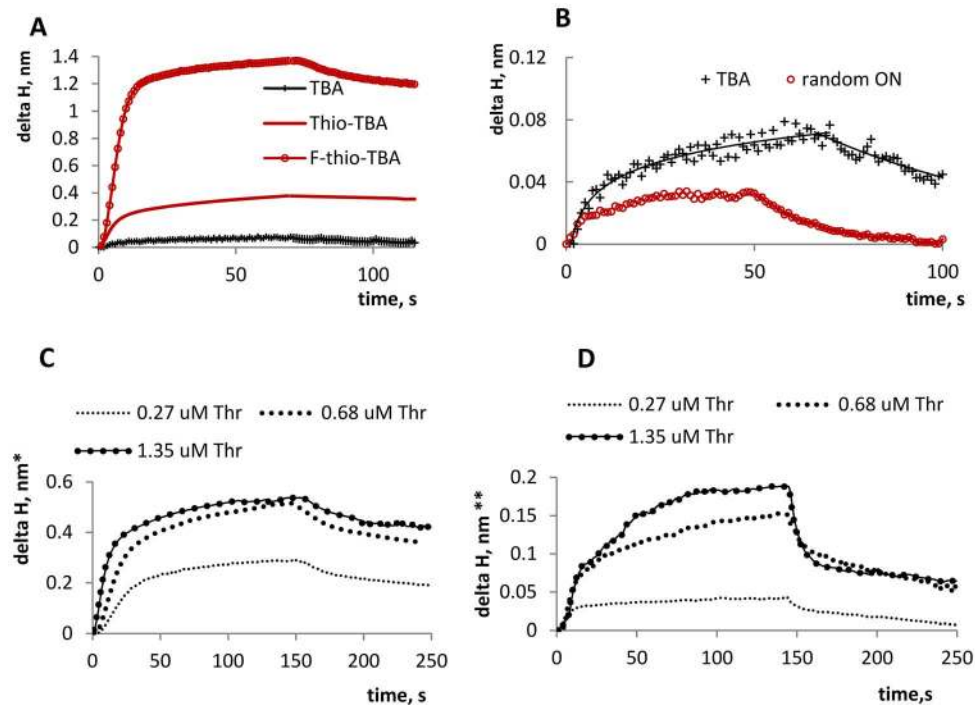 A
delta H, nm
1.4
1.2
1
0.8
0.6
0.4
0.2
0
TBA
Thio-TBA
F-thio-TBA
0 50 100
time, s
B
delta H, nm
0.12
0.08
0.04
0
TBA random ON
0 50 100
time, s
C
0.27 uM Thr 0.68 uM Thr
1.35 uM Thr
delta H, nm*
0.6
0.4
0.2
0
0 50 100 150 200 250
time, s
D
0.27 uM Thr 0.68 uM Thr
1.35 uM Thr
delta H, nm **
0.2
0.15
0.1
0.05
0
0 50 100 150 200 250
time,s